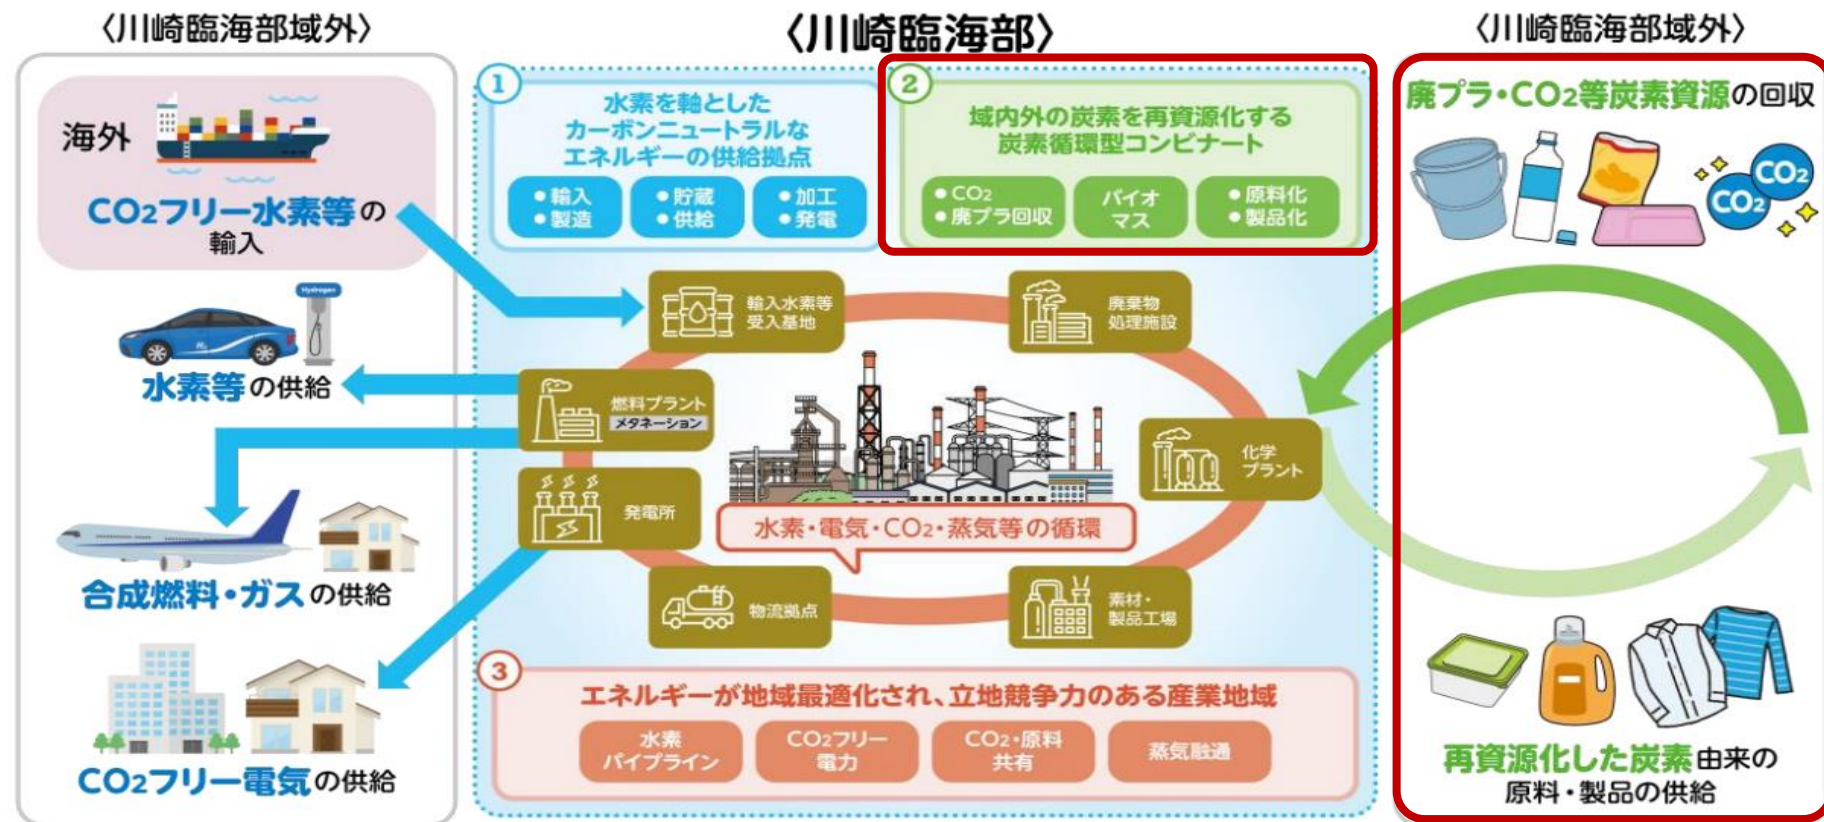 〈川崎臨海部域外〉
海外
CO2フリー水素等の
輸入
Hydrogen
水素等の供給
合成燃料・ガスの供給
CO2フリー電気の供給
〈川崎臨海部〉
1
水素を軸とした
カーボンニュートラルな
エネルギーの供給拠点
●輸入
●製造
●貯蔵
●供給
●加工
●発電
2
域内外の炭素を再資源化する
炭素循環型コンビナート
●CO2
●廃プラ回収
バイオ
マス
●原料化
●製品化
輸入水素等
受入基地
廃棄物
処理施設
燃料プラント
メタネーション
化学
プラント
発電所
水素・電気・CO2・蒸気等の循環
物流拠点
素材・
製品工場
3
エネルギーが地域最適化され、立地競争力のある産業地域
水素
パイプライン
CO2フリー
電力
CO2・原料
共有
蒸気融通
〈川崎臨海部域外〉
廃プラ・CO2等炭素資源の回収
CO2
CO2
再資源化した炭素由来の
原料・製品の供給